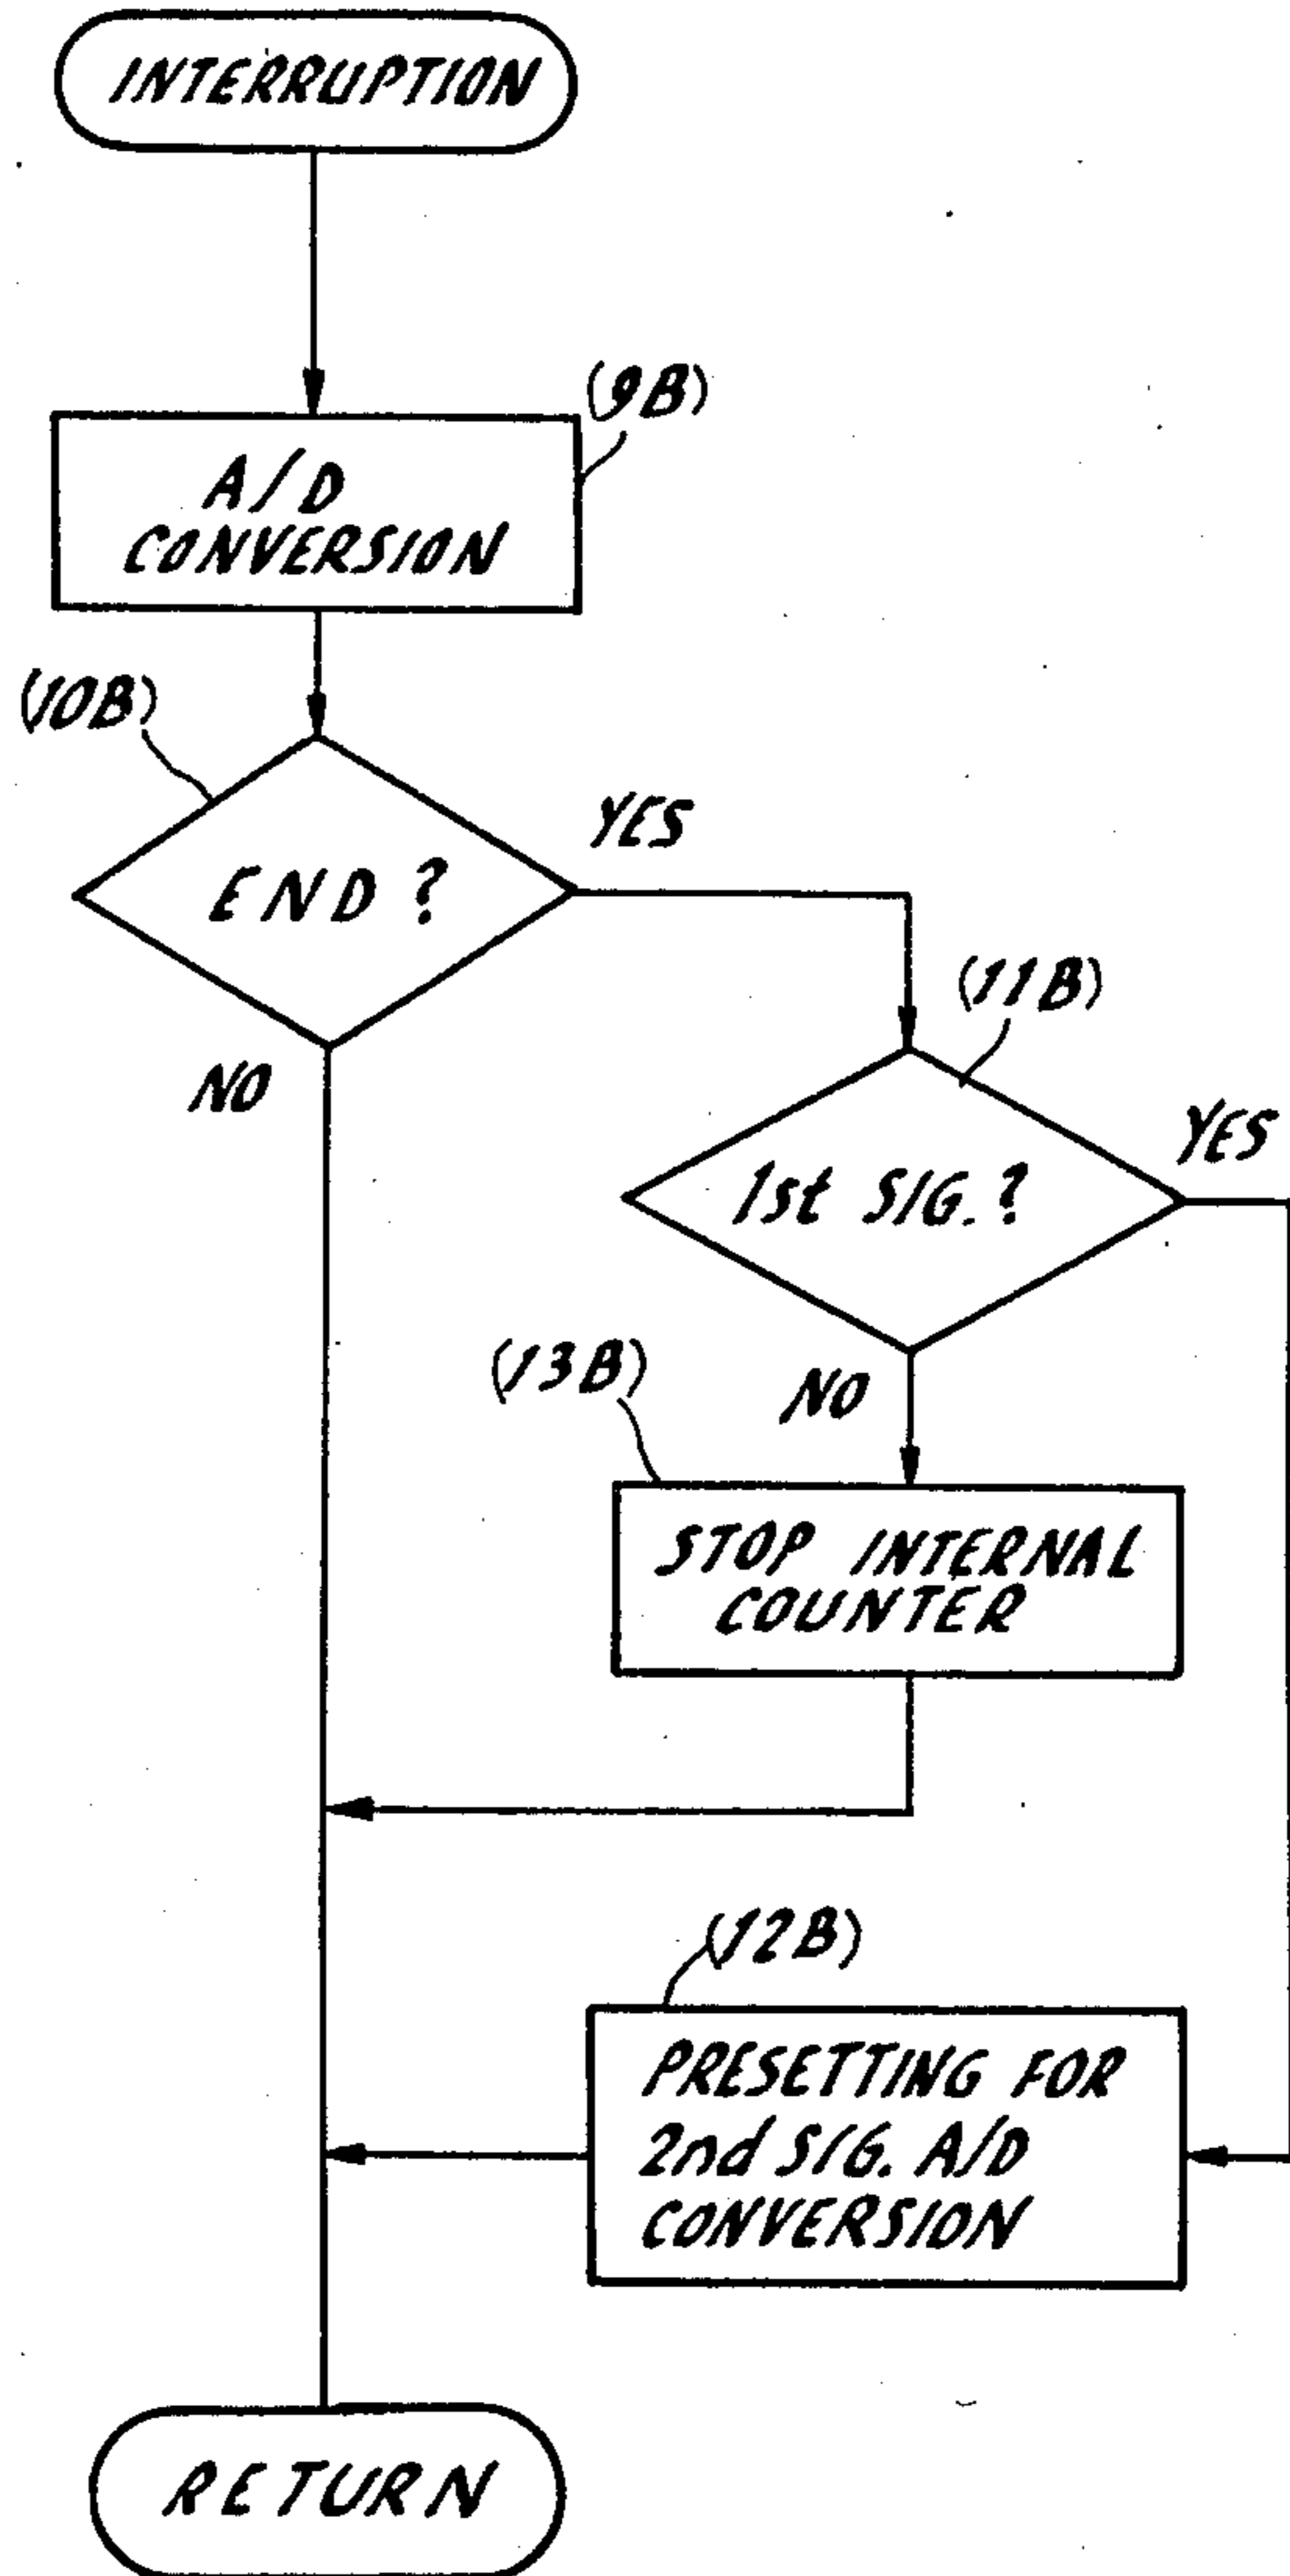 INTERRUPTION
(9B)
A/D
CONVERSION
(10B)
END?
YES
NO
(11B)
1st SIG.?
YES
NO
(13B)
STOP INTERNAL
COUNTER
(12B)
PRESETTING FOR
2nd SIG. A/D
CONVERSION
RETURN